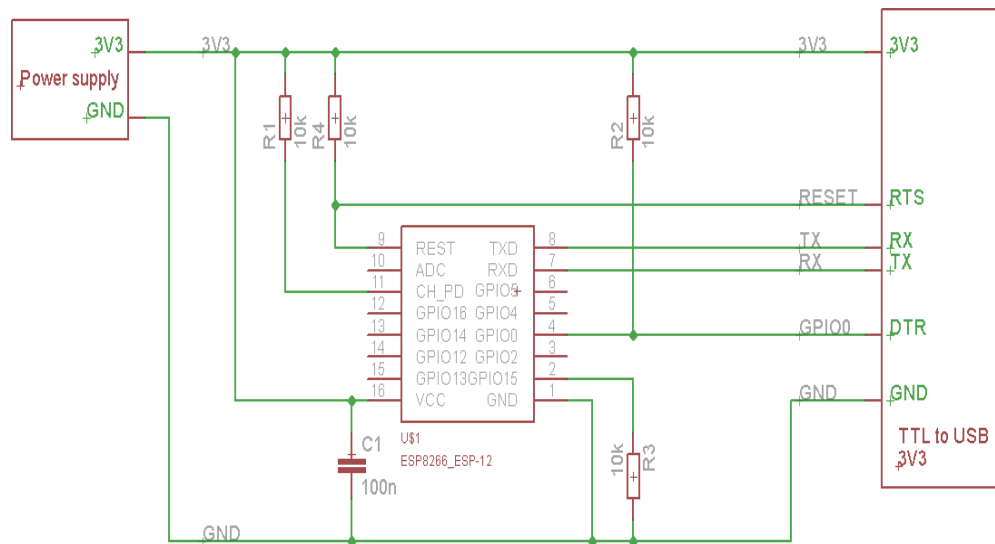 3V3
Power supply
GND
3V3
3V3
3V3
R1
10k
R4
10k
R2
10k
RESET
RTS
TX
RX
RX
TX
GPIO0
DTR
GND
GND
TTL to USB
3V3
9
REST
TXD
8
10
ADC
RXD
7
11
CH_PD
GPIO5
6
12
GPIO16
GPIO4
5
13
GPIO14
GPIO0
4
14
GPIO12
GPIO2
3
15
GPIO13
GPIO15
2
16
VCC
GND
1
U$1
ESP8266_ESP-12
C1
100n
10k
R3
GND